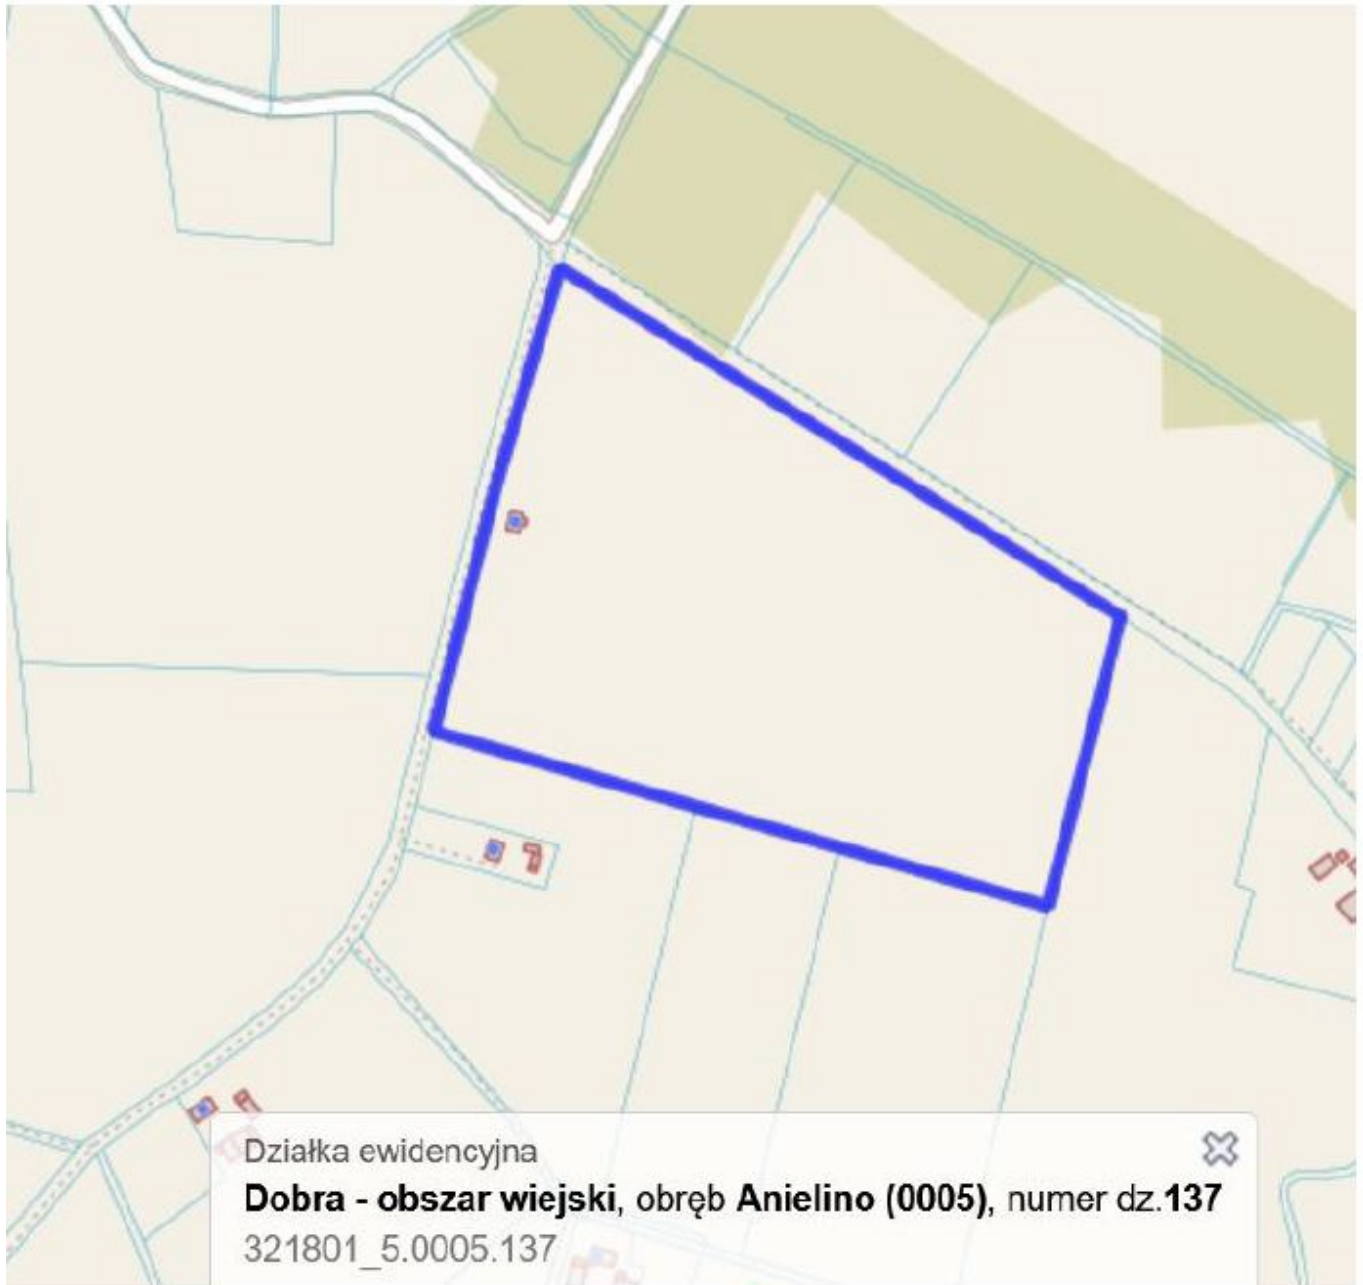 Działka ewidencyjna
Dobra - obszar wiejski, obręb Anielino (0005), numer dz.137
321801_5.0005.137